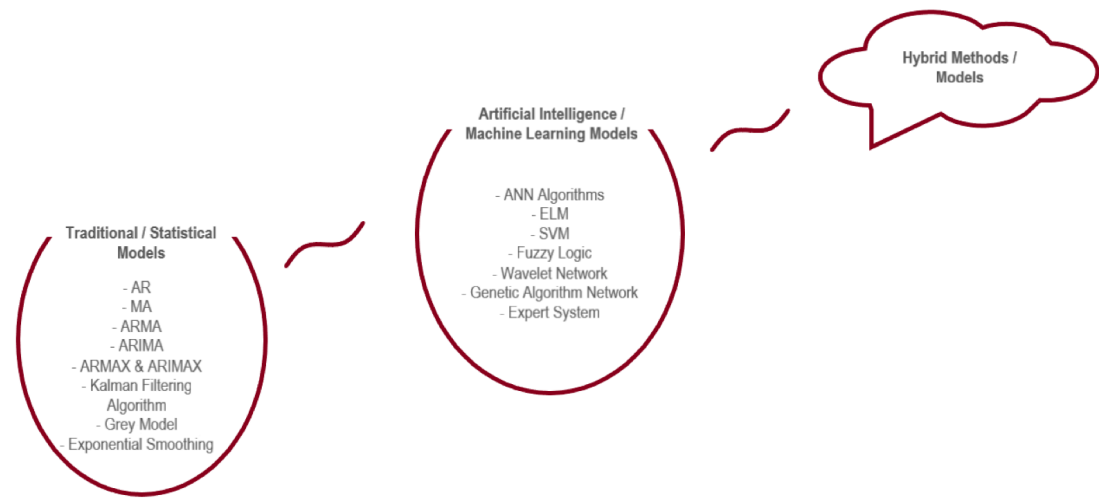 Hybrid Methods /
Models
Artificial Intelligence /
Machine Learning Models
- ANN Algorithms
- ELM
- SVM
- Fuzzy Logic
- Wavelet Network
- Genetic Algorithm Network
- Expert System
Traditional / Statistical
Models
- AR
- MA
- ARMA
- ARIMA
- ARMAX & ARIMAX
- Kalman Filtering
Algorithm
- Grey Model
- Exponential Smoothing